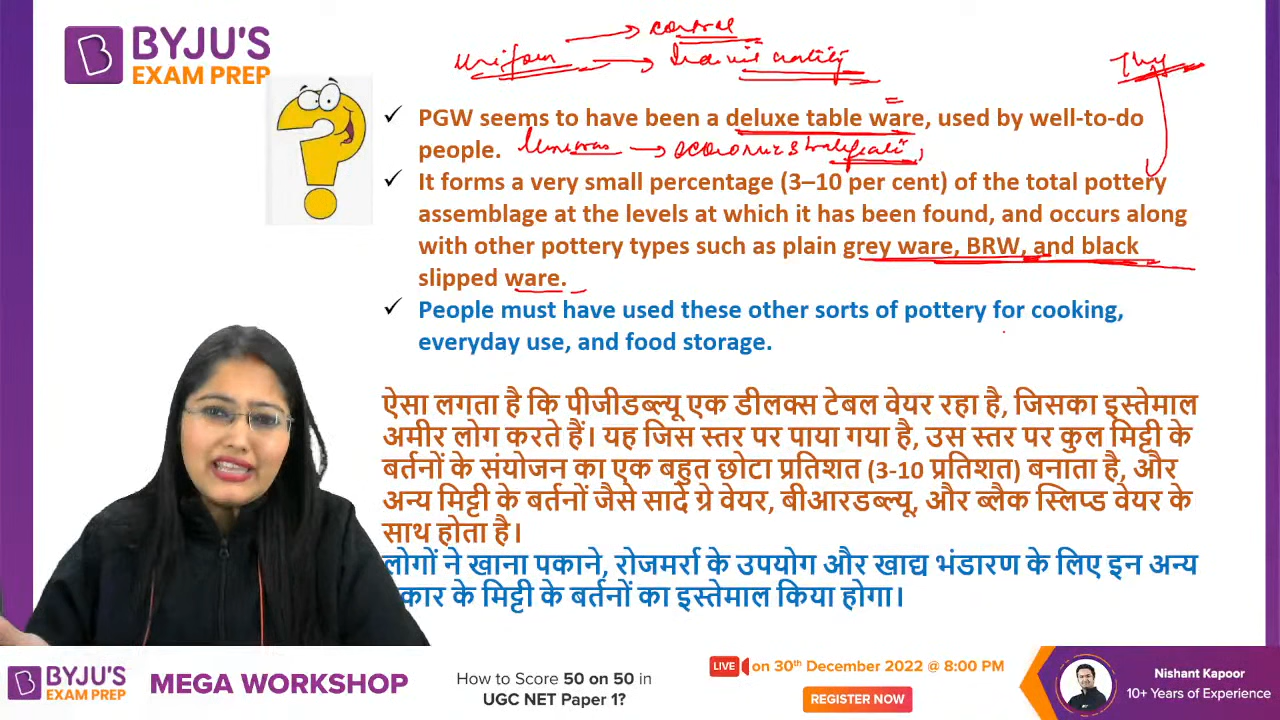 BYJU'S
EXAM PREP
Uniform → control
→
PGW seems to have been a deluxe table ware, used by well-to-do
people.
→ economic
It forms a very small percentage (3–10 per cent) of the total pottery
assemblage at the levels at which it has been found, and occurs along
with other pottery types such as plain grey ware, BRW, and black
slipped ware.
People must have used these other sorts of pottery for cooking,
everyday use, and food storage.
ऐसा लगता है कि पीजीडब्ल्यू एक डीलक्स टेबल वेयर रहा है, जिसका इस्तेमाल
अमीर लोग करते हैं। यह जिस स्तर पर पाया गया है, उस स्तर पर कुल मिट्टी के
बर्तनों के संयोजन का एक बहुत छोटा प्रतिशत (3-10 प्रतिशत) बनाता है, और
अन्य मिट्टी के बर्तनों जैसे सादे ग्रे वेयर, बीआरडब्ल्यू, और ब्लैक स्लिप्ड वेयर के
साथ होता है।
लोगों ने खाना पकाने, रोजमर्रा के उपयोग और खाद्य भंडारण के लिए इन अन्य
कार के मिट्टी के बर्तनों का इस्तेमाल किया होगा।
BYJU'S
EXAM PREP
MEGA WORKSHOP
How to Score 50 on 50 in
UGC NET Paper 1?
LIVE on 30th December 2022 @ 8:00 PM
REGISTER NOW
Nishant Kapoor
10+ Years of Experience